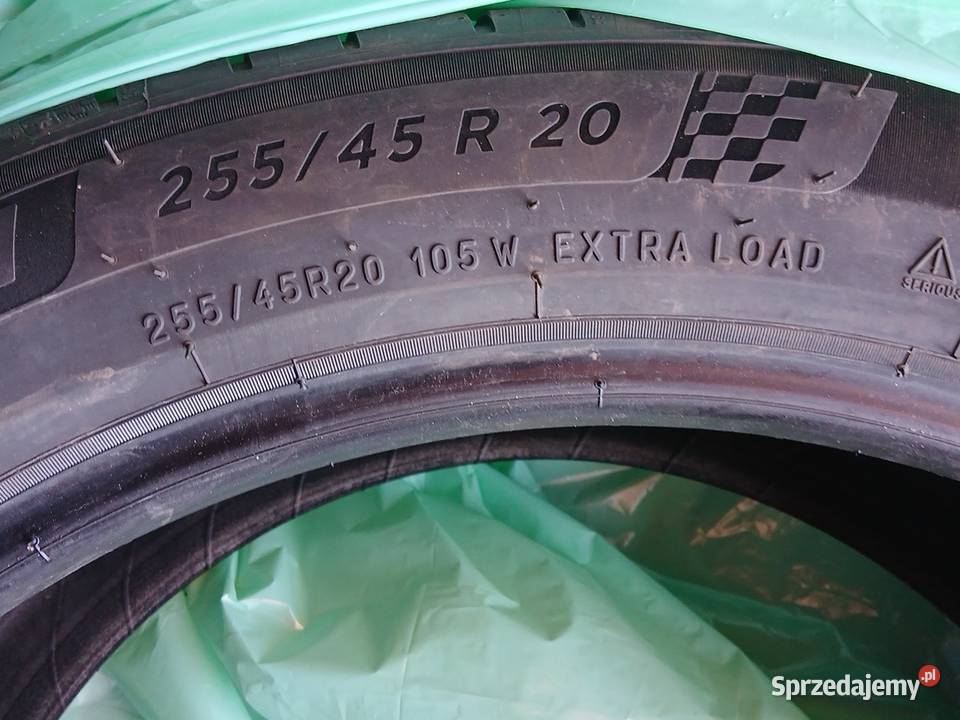 255/45 R 20
255/45R20 105 W EXTRA LOAD
SERIOUS
Sprzedajemy.pl